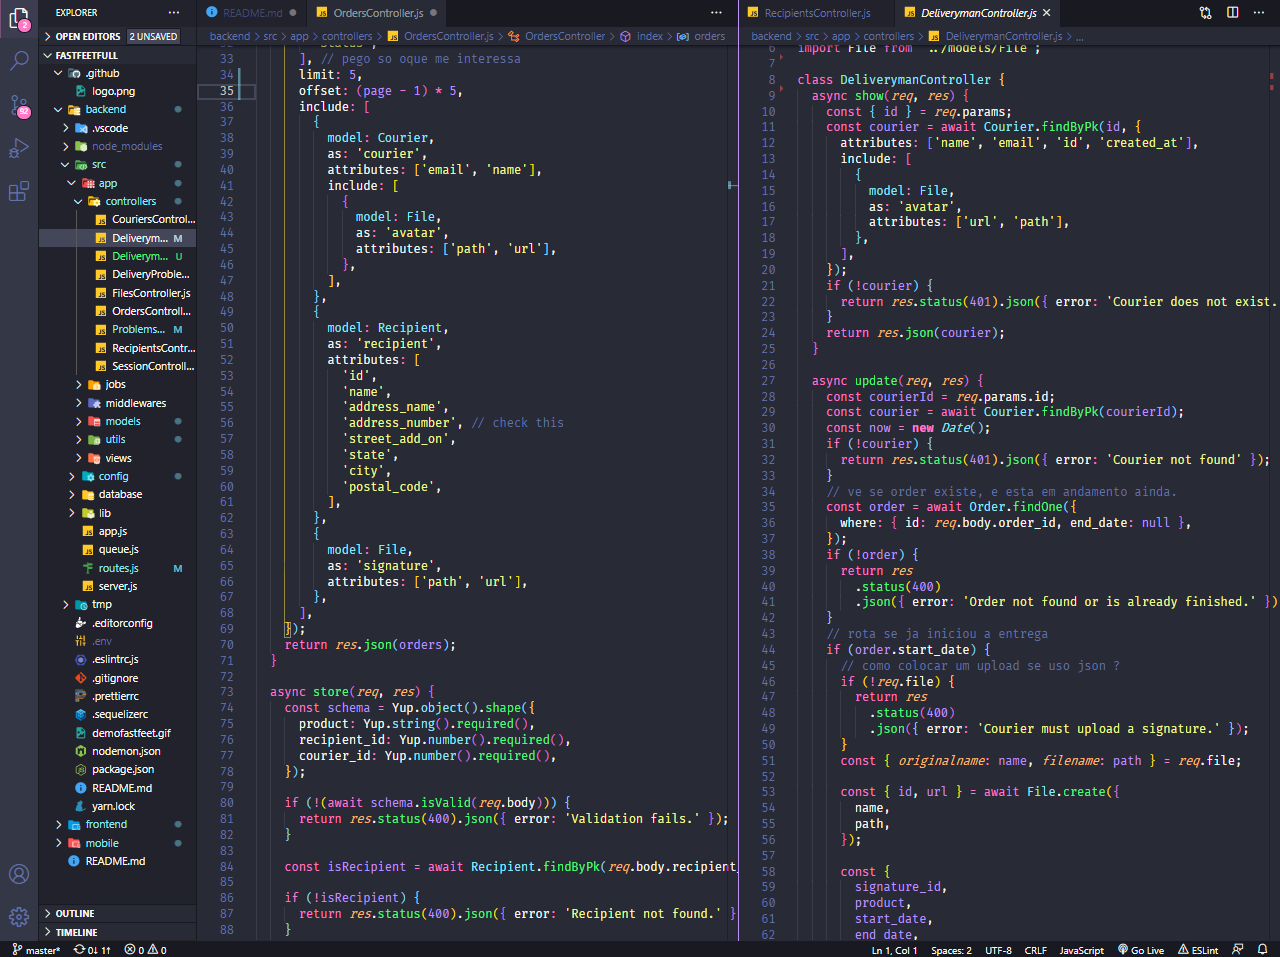 EXPLORER ···
OPEN EDITORS 2 UNSAVED
FASTFEETFULL
.github
logo.png
backend
.vscode
node_modules
src
app
controllers
CouriersControl...
Deliverym... M
Deliverym... U
DeliveryProble...
FilesController.js
OrdersControll...
Problems... M
RecipientsContr...
SessionControll...
jobs
middlewares
models
utils
views
config
database
lib
app.js
queue.js
routes.js M
server.js
tmp
.editorconfig
.env
.eslintrc.js
.gitignore
.prettierrc
.sequelizerc
demofastfeet.gif
nodemon.json
package.json
README.md
yarn.lock
frontend
mobile
README.md
OUTLINE
TIMELINE
2
52
README.md OrdersController.js ···
backend > src > app > controllers > OrdersController.js > OrdersController > index > orders
33 ], // pego so oque me interessa
34 limit: 5,
35 offset: (page - 1) * 5,
36 include: [
37 {
38 model: Courier,
39 as: 'courier',
40 attributes: ['email', 'name'],
41 include: [
42 {
43 model: File,
44 as: 'avatar',
45 attributes: ['path', 'url'],
46 },
47 ],
48 },
49 {
50 model: Recipient,
51 as: 'recipient',
52 attributes: [
53 'id',
54 'name',
55 'address_name',
56 'address_number', // check this
57 'street_add_on',
58 'state',
59 'city',
60 'postal_code',
61 ],
62 },
63 {
64 model: File,
65 as: 'signature',
66 attributes: ['path', 'url'],
67 },
68 ],
69 });
70 return res.json(orders);
71 }
72
73 async store(req, res) {
74 const schema = Yup.object().shape({
75 product: Yup.string().required(),
76 recipient_id: Yup.number().required(),
77 courier_id: Yup.number().required(),
78 });
79
80 if (!(await schema.isValid(req.body))) {
81 return res.status(400).json({ error: 'Validation fails.' });
82 }
83
84 const isRecipient = await Recipient.findByPk(req.body.recipient_
85
86 if (!isRecipient) {
87 return res.status(400).json({ error: 'Recipient not found.' }
88 }
RecipientsController.js DeliverymanController.js ···
backend > src > app > controllers > DeliverymanController.js > ...
6 import File from '../models/File';
7
8 class DeliverymanController {
9 async show(req, res) {
10 const { id } = req.params;
11 const courier = await Courier.findByPk(id, {
12 attributes: ['name', 'email', 'id', 'created_at'],
13 include: [
14 {
15 model: File,
16 as: 'avatar',
17 attributes: ['url', 'path'],
18 },
19 ],
20 });
21 if (!courier) {
22 return res.status(401).json({ error: 'Courier does not exist.
23 }
24 return res.json(courier);
25 }
26
27 async update(req, res) {
28 const courierId = req.params.id;
29 const courier = await Courier.findByPk(courierId);
30 const now = new Date();
31 if (!courier) {
32 return res.status(401).json({ error: 'Courier not found' });
33 }
34 // ve se order existe, e esta em andamento ainda.
35 const order = await Order.findOne({
36 where: { id: req.body.order_id, end_date: null },
37 });
38 if (!order) {
39 return res
40 .status(400)
41 .json({ error: 'Order not found or is already finished.' })
42 }
43 // rota se ja iniciou a entrega
44 if (order.start_date) {
45 // como colocar um upload se uso json ?
46 if (!req.file) {
47 return res
48 .status(400)
49 .json({ error: 'Courier must upload a signature.' });
50 }
51 const { originalname: name, filename: path } = req.file;
52
53 const { id, url } = await File.create({
54 name,
55 path,
56 });
57
58 const {
59 signature_id,
60 product,
61 start_date,
62 end_date,
master* 0↓ 1↑ 0 0 Ln 1, Col 1 Spaces: 2 UTF-8 CRLF JavaScript Go Live ESLint